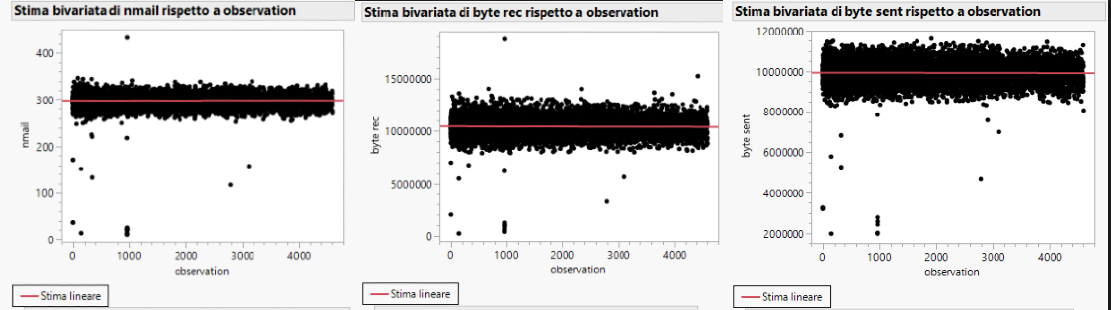 Stima bivariata di nmail rispetto a observation
400
300
200
100
0
nmail
0 1000 2000 3000 4000
observation
Stima lineare
Stima bivariata di byte rec rispetto a observation
15000000
10000000
5000000
0
byte rec
0 1000 2000 3000 4000
observation
Stima lineare
Stima bivariata di byte sent rispetto a observation
12000000
10000000
8000000
6000000
4000000
2000000
byte sent
0 1000 2000 3000 4000
observation
Stima lineare